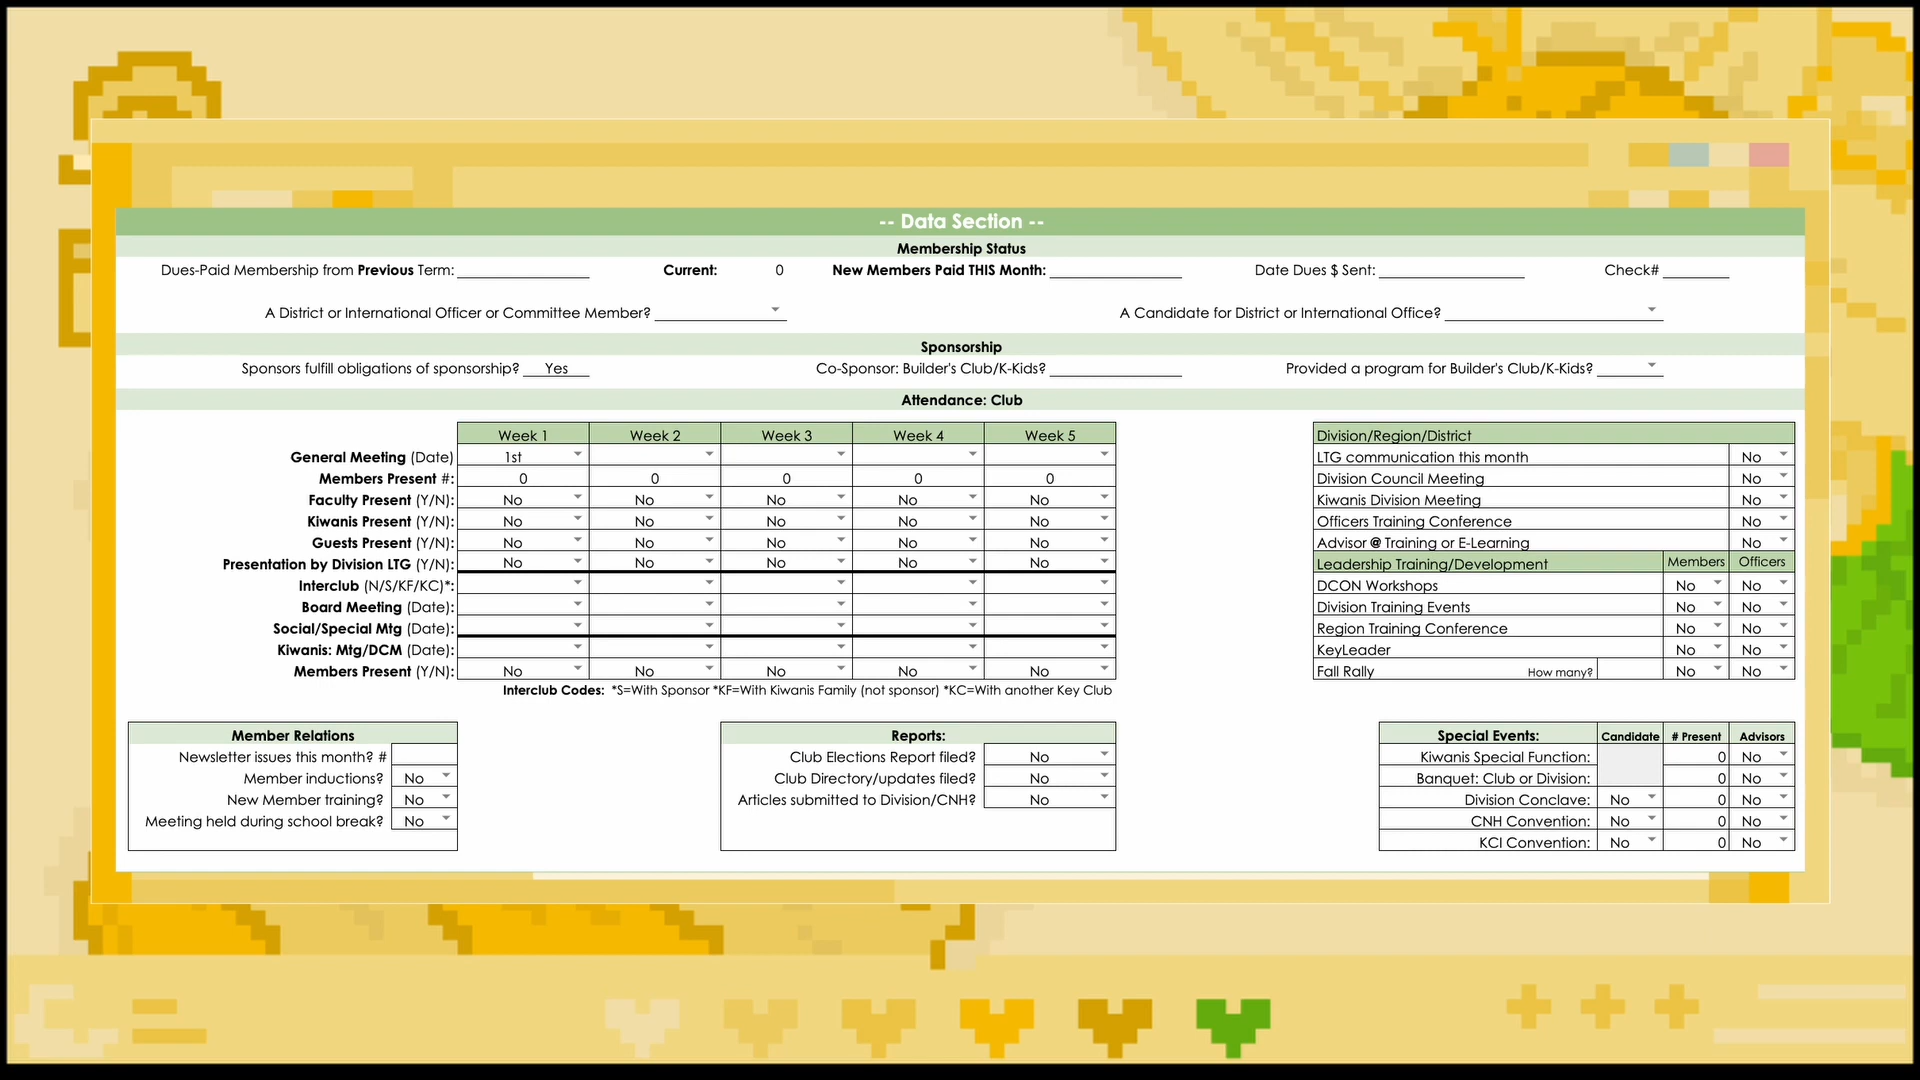 -- Data Section --
Membership Status
Dues-Paid Membership from Previous Term: Current: 0 New Members Paid THIS Month: Date Dues $ Sent: Check#
A District or International Officer or Committee Member? A Candidate for District or International Office?
Sponsorship
Sponsors fulfill obligations of sponsorship? Yes Co-Sponsor: Builder's Club/K-Kids? Provided a program for Builder's Club/K-Kids?
Attendance: Club
Week 1 Week 2 Week 3 Week 4 Week 5
General Meeting (Date) 1st
Members Present #: 0 0 0 0 0
Faculty Present (Y/N): No No No No No
Kiwanis Present (Y/N): No No No No No
Guests Present (Y/N): No No No No No
Presentation by Division LTG (Y/N): No No No No No
Interclub (N/S/KF/KC)*:
Board Meeting (Date):
Social/Special Mtg (Date):
Kiwanis: Mtg/DCM (Date):
Members Present (Y/N): No No No No No
Interclub Codes: *S=With Sponsor *KF=With Kiwanis Family (not sponsor) *KC=With another Key Club
Division/Region/District
LTG communication this month No
Division Council Meeting No
Kiwanis Division Meeting No
Officers Training Conference No
Advisor @ Training or E-Learning No
Leadership Training/Development Members Officers
DCON Workshops No No
Division Training Events No No
Region Training Conference No No
KeyLeader No No
Fall Rally How many? No No
Member Relations
Newsletter issues this month? #
Member inductions? No
New Member training? No
Meeting held during school break? No
Reports:
Club Elections Report filed? No
Club Directory/updates filed? No
Articles submitted to Division/CNH? No
Special Events: Candidate # Present Advisors
Kiwanis Special Function: 0 No
Banquet: Club or Division: 0 No
Division Conclave: No 0 No
CNH Convention: No 0 No
KCI Convention: No 0 No